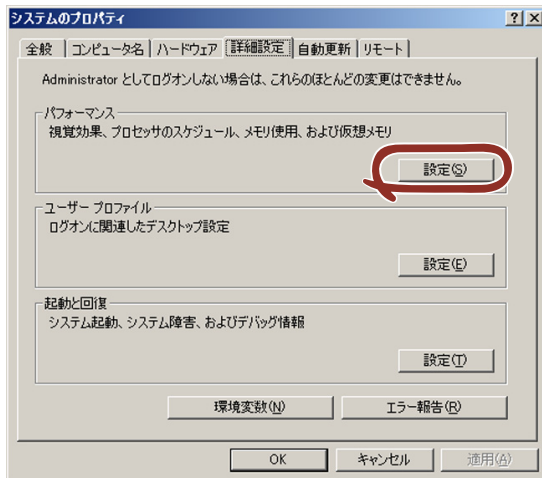 システムのプロパティ
全般 コンピュータ名 ハードウェア 詳細設定 自動更新 リモート
Administrator としてログオンしない場合は、これらのほとんどの変更はできません。
パフォーマンス
視覚効果、プロセッサのスケジュール、メモリ使用、および仮想メモリ
設定(S)
ユーザー プロファイル
ログオンに関連したデスクトップ設定
設定(E)
起動と回復
システム起動、システム障害、およびデバッグ情報
設定(T)
環境変数(N) エラー報告(R)
OK キャンセル 適用(A)